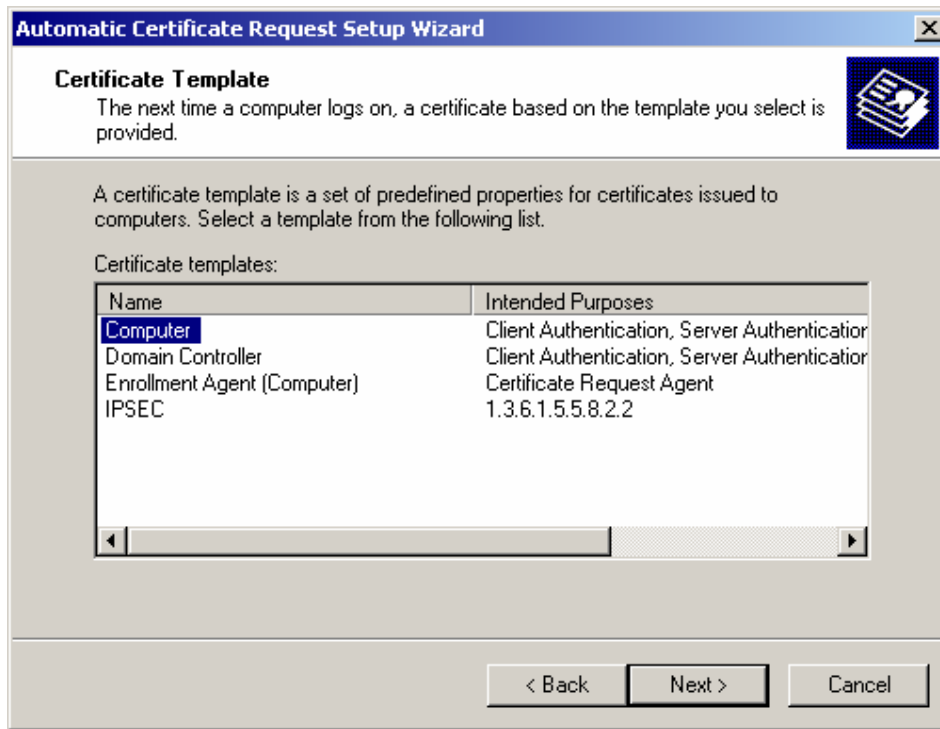 Automatic Certificate Request Setup Wizard
Certificate Template
The next time a computer logs on, a certificate based on the template you select is
provided.
A certificate template is a set of predefined properties for certificates issued to
computers. Select a template from the following list.
Certificate templates:
Name Intended Purposes
Computer Client Authentication, Server Authentication
Domain Controller Client Authentication, Server Authentication
Enrollment Agent (Computer) Certificate Request Agent
IPSEC 1.3.6.1.5.5.8.2.2
< Back Next > Cancel